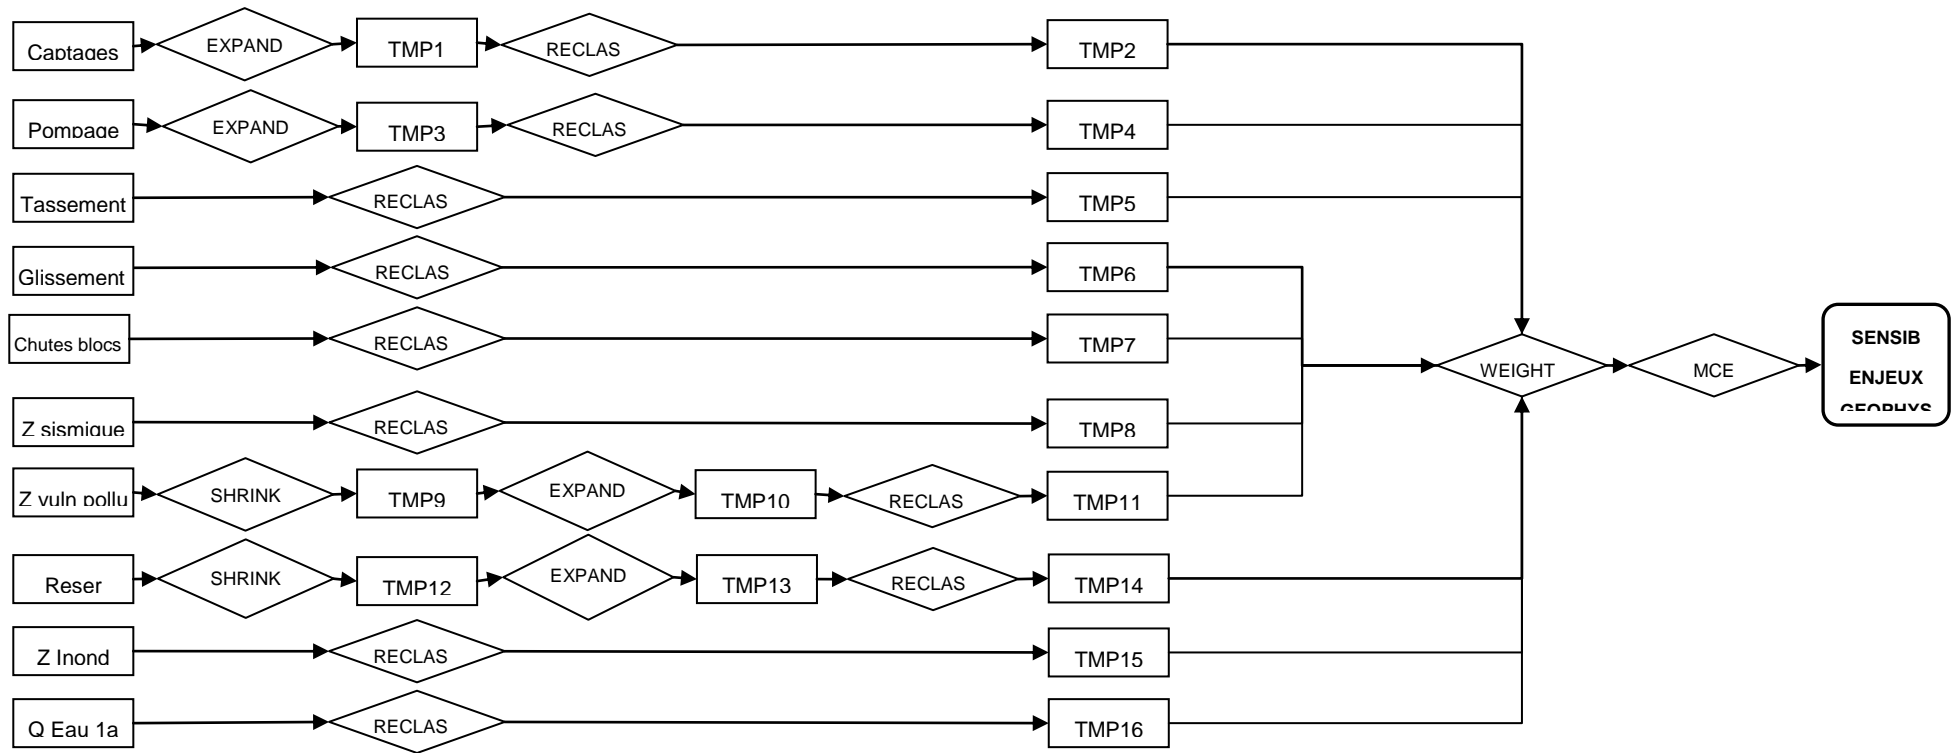 Captages
EXPAND
TMP1
RECLAS
TMP2
Pompage
EXPAND
TMP3
RECLAS
TMP4
Tassement
RECLAS
TMP5
Glissement
RECLAS
TMP6
Chutes blocs
RECLAS
TMP7
WEIGHT
MCE
SENSIB
ENJEUX
GEOPHYS
Z sismique
RECLAS
TMP8
Z vuln pollu
SHRINK
TMP9
EXPAND
TMP10
RECLAS
TMP11
Reser
SHRINK
TMP12
EXPAND
TMP13
RECLAS
TMP14
Z Inond
RECLAS
TMP15
Q Eau 1a
RECLAS
TMP16